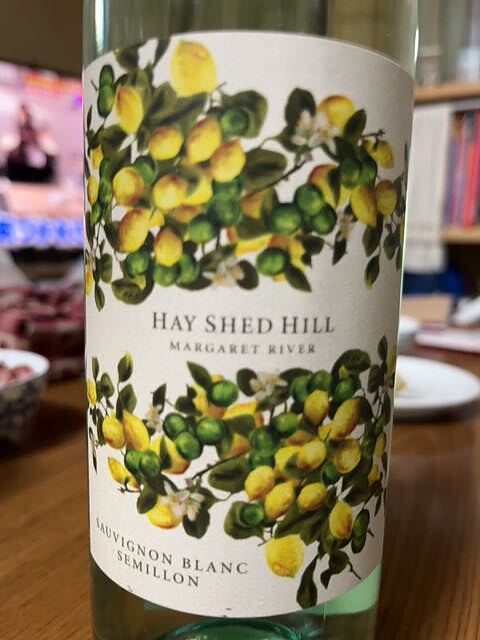 HAY SHED HILL
MARGARET RIVER
SAUVIGNON BLANC
SEMILLON